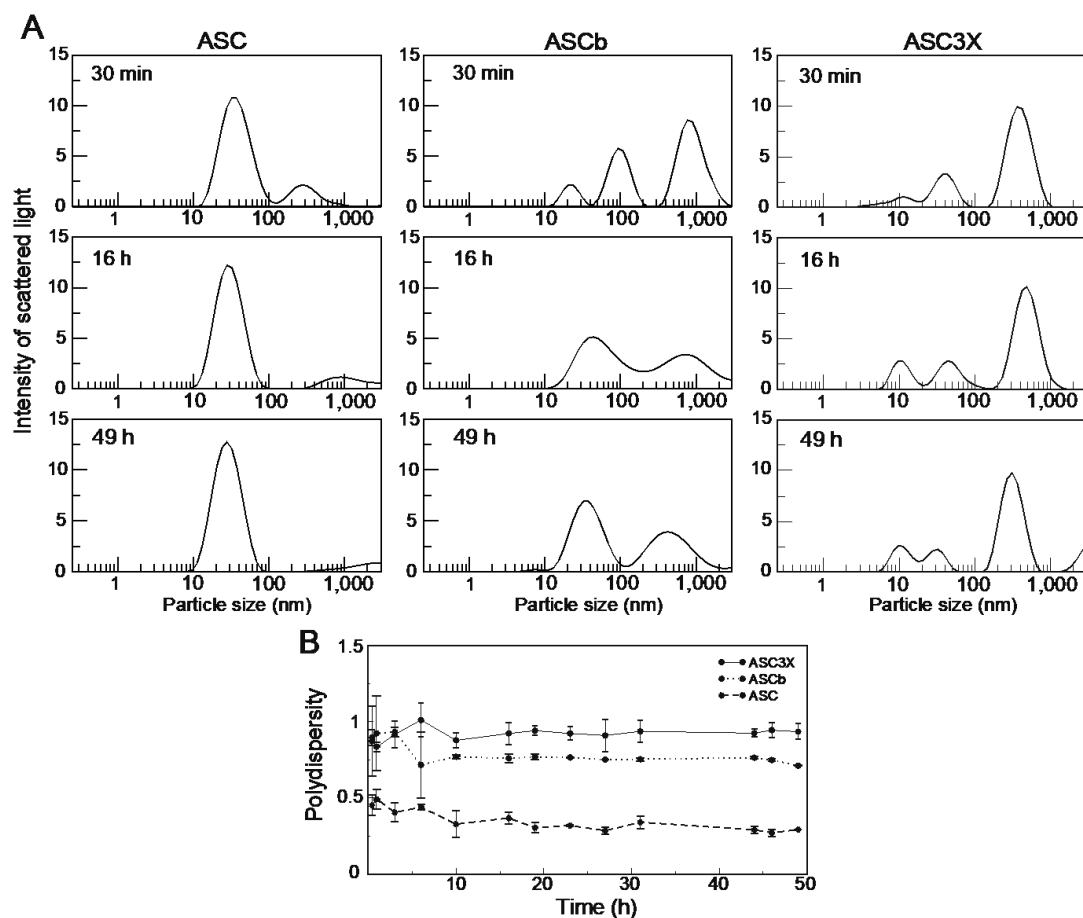 A
ASC
ASCb
ASC3X
Intensity of scattered light
30 min
15
10
5
0
1 10 100 1,000
30 min
15
10
5
0
1 10 100 1,000
30 min
15
10
5
0
1 10 100 1,000
16 h
15
10
5
0
1 10 100 1,000
16 h
15
10
5
0
1 10 100 1,000
16 h
15
10
5
0
1 10 100 1,000
49 h
15
10
5
0
1 10 100 1,000
49 h
15
10
5
0
1 10 100 1,000
49 h
15
10
5
0
1 10 100 1,000
Particle size (nm)
Particle size (nm)
Particle size (nm)
B
Polydispersity
1.5
1
0.5
0
ASC3X
ASCb
ASC
10 20 30 40 50
Time (h)